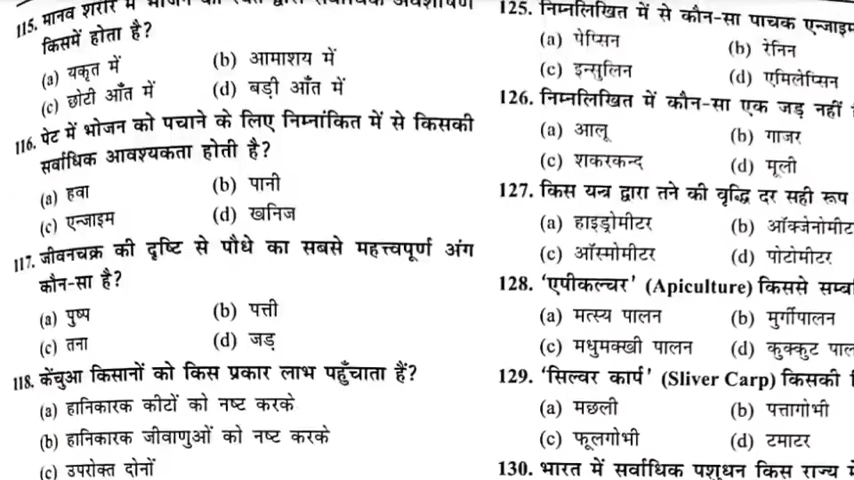 115. मानव शरीर में
किसमें होता है?
(a) यकृत में (b) आमाशय में
(c) छोटी आँत में (d) बड़ी आँत में
116. पेट में भोजन को पचाने के लिए निम्नांकित में से किसकी
सर्वाधिक आवश्यकता होती है?
(a) हवा (b) पानी
(c) एन्जाइम (d) खनिज
117. जीवनचक्र की दृष्टि से पौधे का सबसे महत्त्वपूर्ण अंग
कौन-सा है?
(a) पुष्प (b) पत्ती
(c) तना (d) जड़
118. केंचुआ किसानों को किस प्रकार लाभ पहुँचाता हैं?
(a) हानिकारक कीटों को नष्ट करके
(b) हानिकारक जीवाणुओं को नष्ट करके
(c) उपरोक्त दोनों
125. निम्नलिखित में से कौन-सा पाचक एन्जाइम
(a) पेप्सिन (b) रेनिन
(c) इन्सुलिन (d) एमिलेप्सिन
126. निम्नलिखित में कौन-सा एक जड़ नहीं
(a) आलू (b) गाजर
(c) शकरकन्द (d) मूली
127. किस यन्त्र द्वारा तने की वृद्धि दर सही रूप
(a) हाइड्रोमीटर (b) ऑक्जेनोमीट
(c) ऑस्मोमीटर (d) पोटोमीटर
128. ‘एपीकल्चर’ (Apiculture) किससे सम्ब
(a) मत्स्य पालन (b) मुर्गीपालन
(c) मधुमक्खी पालन (d) कुक्कुट पाल
129. ‘सिल्वर कार्प’ (Sliver Carp) किसकी
(a) मछली (b) पत्तागोभी
(c) फूलगोभी (d) टमाटर
130. भारत में सर्वाधिक पशुधन किस राज्य में